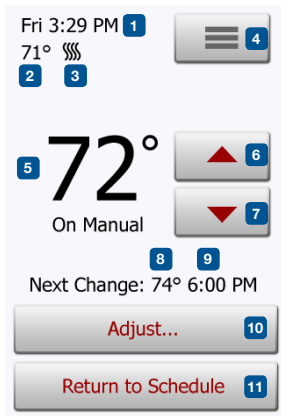 Fri 3:29 PM 1
71°
2 3
4
5 72°
6
On Manual
7
8 9
Next Change: 74° 6:00 PM
Adjust... 10
Return to Schedule 11